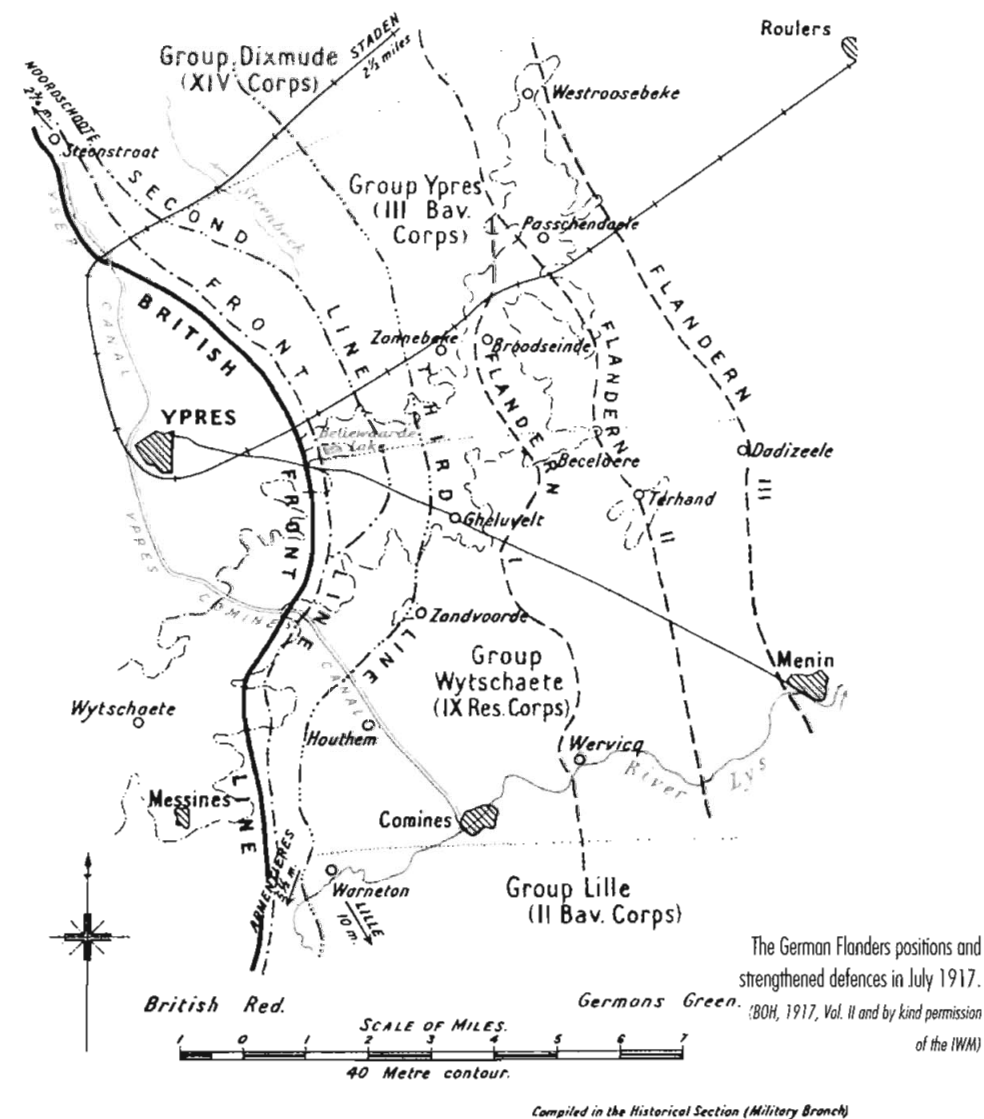 Roulers
STADEN
2½ miles
Group Dixmude
(XIV Corps)
NOORDSCHOOTE
Westroosebeke
Steenstraat
SECOND LINE
Steenbeek
Group Ypres
(III Bav.
Corps)
I
Passchendaele
YSER
CANAL
FRONT LINE
BRITISH
FRONT
LINE
FLANDERN
III
FLANDERN
II
FLANDERN
I
THIRD
LINE
Zonnebeke
Broodseinde
YPRES
Bellewaarde
Lake
Becelaere
Dadizeele
Terhand
Gheluvelt
YPRES
COMINES
CANAL
Zandvoorde
Group
Wytschaete
(IX Res. Corps)
Menin
Wytschaete
Houthem
Wervicq
River Lys
Messines
Comines
ARMENTIERES
Warneton
LILLE
10 m.
Group Lille
(II Bav. Corps)
The German Flanders positions and
strengthened defences in July 1917.
(BOH, 1917, Vol. II and by kind permission
of the IWM)
British Red.
Germans Green.
SCALE OF MILES.
1 0 1 2 3 4 5 6 7
40 Metre contour.
Compiled in the Historical Section (Military Branch)